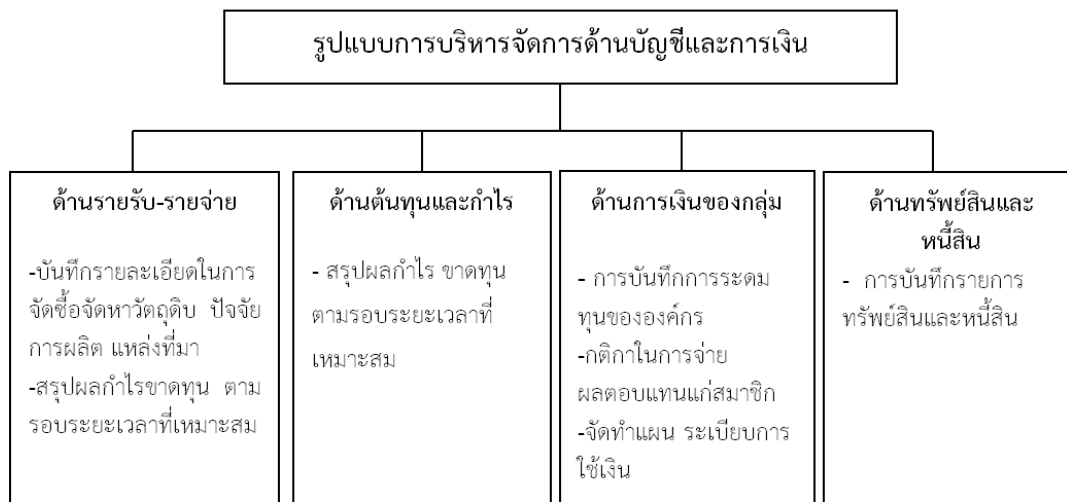 รูปแบบการบริหารจัดการด้านบัญชีและการเงิน
ด้านรายรับ-รายจ่าย
-บันทึกรายละเอียดในการ
จัดซื้อจัดหาวัตถุดิบ ปัจจัย
การผลิต แหล่งที่มา
-สรุปผลกำไรขาดทุน ตาม
รอบระยะเวลาที่เหมาะสม
ด้านต้นทุนและกำไร
- สรุปผลกำไร ขาดทุน
ตามรอบระยะเวลาที่
เหมาะสม
ด้านการเงินของกลุ่ม
- การบันทึกการระดม
ทุนขององค์กร
-กติกาในการจ่าย
ผลตอบแทนแก่สมาชิก
-จัดทำแผน ระเบียบการ
ใช้เงิน
ด้านทรัพย์สินและ
หนี้สิน
- การบันทึกรายการ
ทรัพย์สินและหนี้สิน